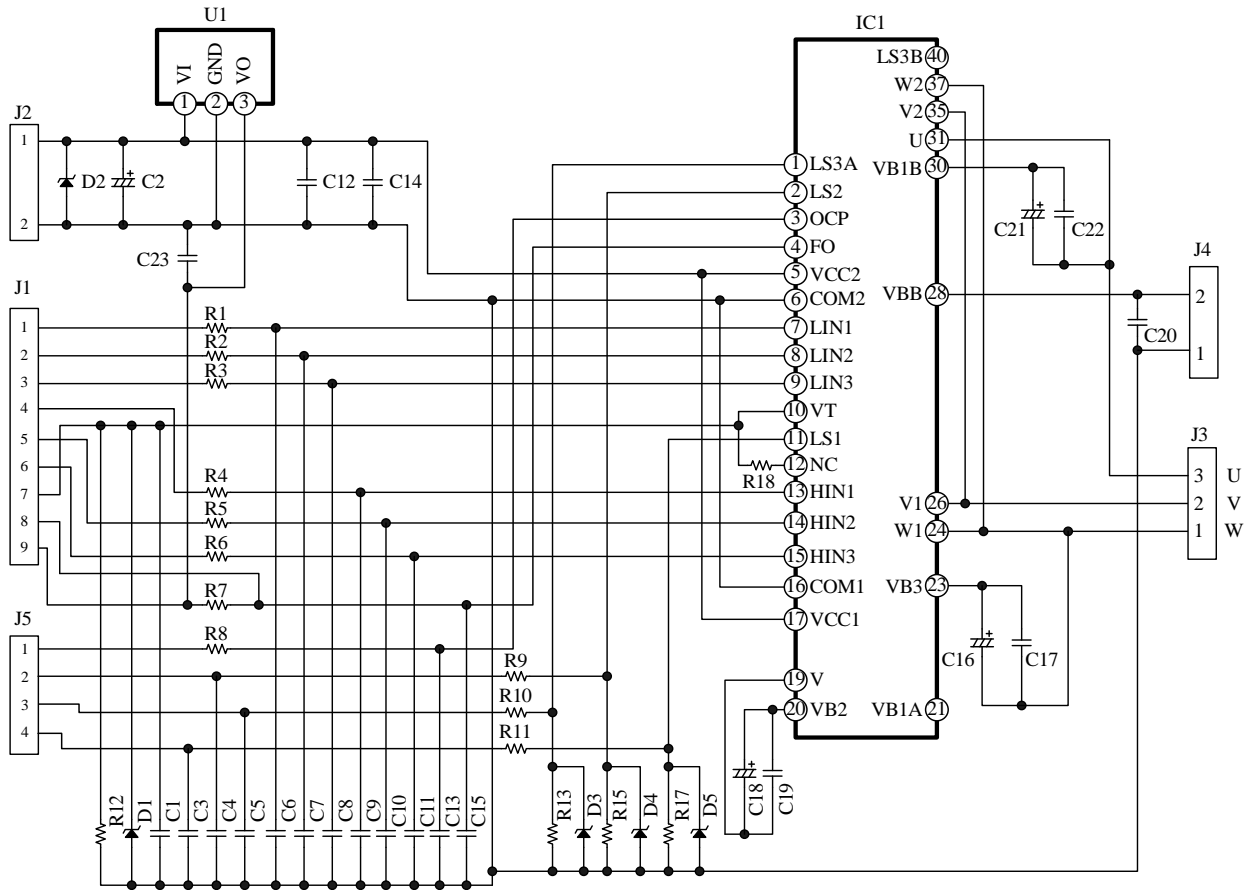 U1
IC1
VI
GND
VO
1
2
3
J2
1
2
D2
C2
C12
C14
C23
J1
1
2
3
4
5
6
7
8
9
R1
R2
R3
R4
R5
R6
R7
R8
J5
1
2
3
4
R9
R10
R11
R12
D1
C1
C3
C4
C5
C6
C7
C8
C9
C10
C11
C13
C15
R13
D3
R15
D4
R17
D5
R18
1 LS3A
2 LS2
3 OCP
4 FO
5 VCC2
6 COM2
7 LIN1
8 LIN2
9 LIN3
10 VT
11 LS1
12 NC
13 HIN1
14 HIN2
15 HIN3
16 COM1
17 VCC1
19 V
20 VB2
LS3B 40
W2 37
V2 35
U 31
VB1B 30
VBB 28
V1 26
W1 24
VB3 23
VB1A 21
C18
C19
C21
C22
C20
C16
C17
J4
2
1
J3
3 U
2 V
1 W